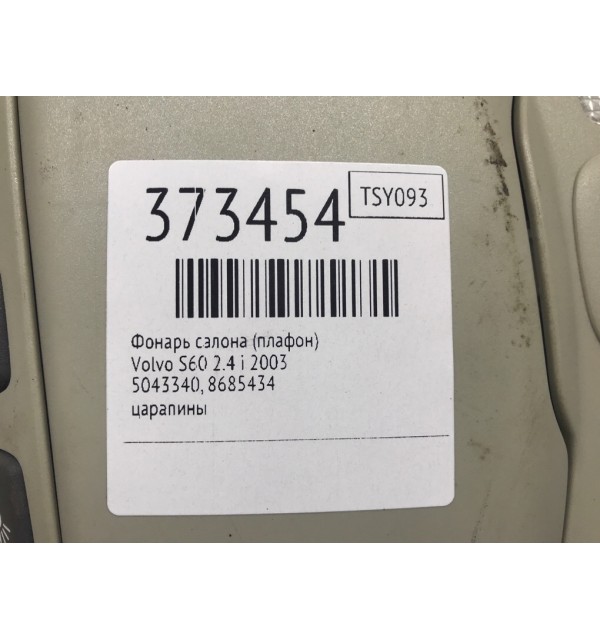 373454
TSY093
Фонарь салона (плафон)
Volvo S60 2.4 i 2003
5043340, 8685434
царапины